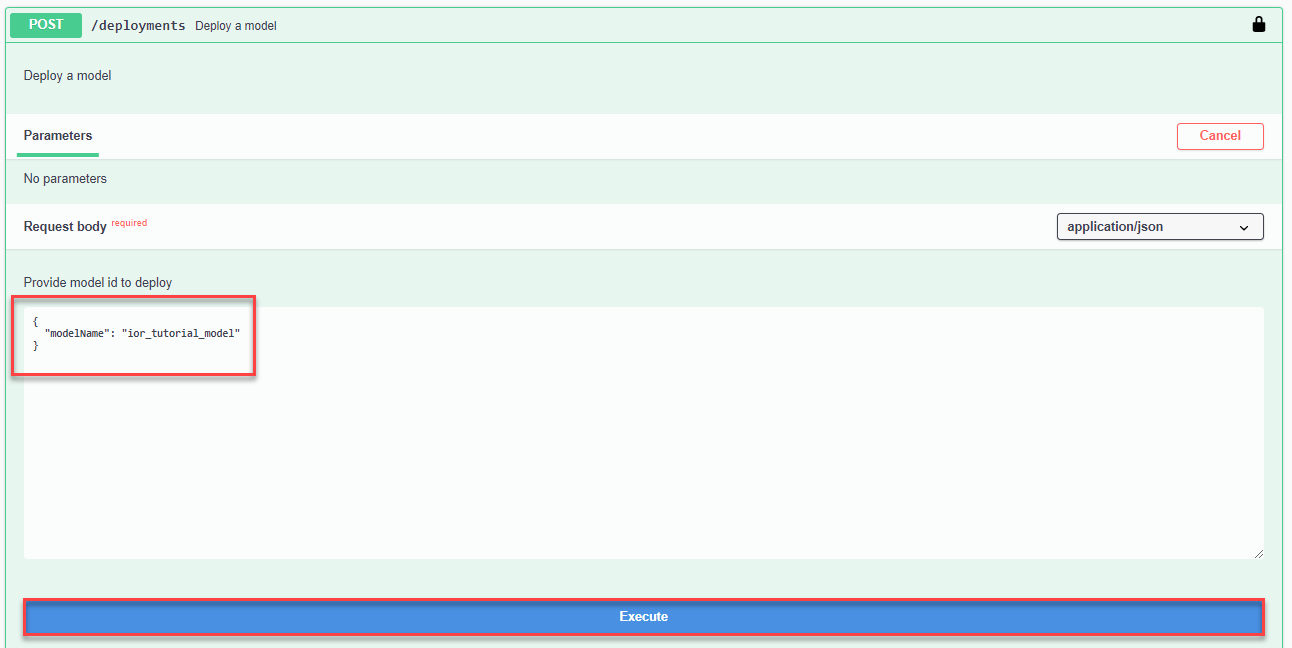 POST /deployments Deploy a model
Deploy a model
Parameters Cancel
No parameters
Request body required application/json
Provide model id to deploy
{
"modelName": "ior_tutorial_model"
}
Execute